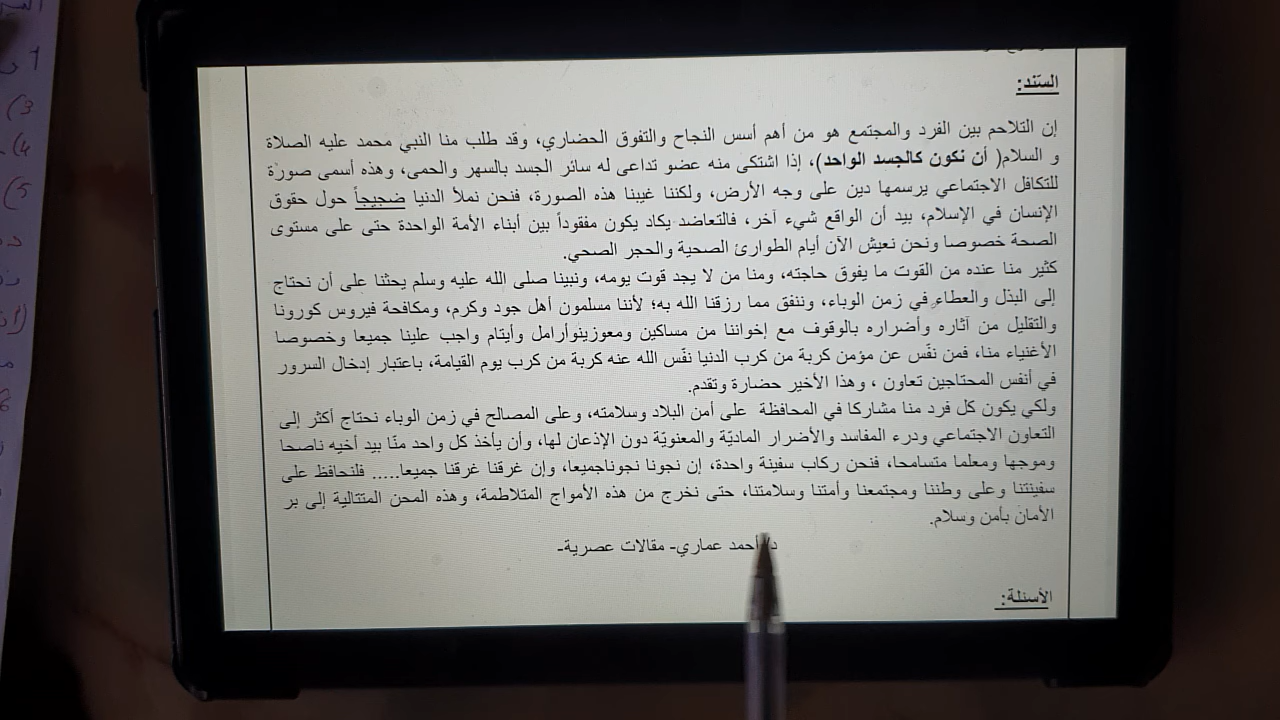 السّند:
إن التلاحم بين الفرد والمجتمع هو من أهم أسس النجاح والتفوق الحضاري، وقد طلب منا النبي محمد عليه الصلاة
و السلام( أن نكون كالجسد الواحد)، إذا اشتكى منه عضو تداعى له سائر الجسد بالسهر والحمى، وهذه أسمى صورة
للتكافل الاجتماعي يرسمها دين على وجه الأرض، ولكننا غيبنا هذه الصورة، فنحن نملأ الدنيا ضجيجاً حول حقوق
الإنسان في الإسلام، بيد أن الواقع شيء آخر، فالتعاضد يكاد يكون مفقوداً بين أبناء الأمة الواحدة حتى على مستوى
الصحة خصوصا ونحن نعيش الآن أيام الطوارئ الصحية والحجر الصحي.
كثير منا عنده من القوت ما يفوق حاجته، ومنا من لا يجد قوت يومه، ونبينا صلى الله عليه وسلم يحثنا على أن نحتاج
إلى البذل والعطاء في زمن الوباء، وننفق مما رزقنا الله به؛ لأننا مسلمون أهل جود وكرم، ومكافحة فيروس كورونا
والتقليل من آثاره وأضراره بالوقوف مع إخواننا من مساكين ومعوزينوأرامل وأيتام واجب علينا جميعا وخصوصا
الأغنياء منا، فمن نفّس عن مؤمن كربة من كرب الدنيا نفّس الله عنه كربة من كرب يوم القيامة، باعتبار إدخال السرور
في أنفس المحتاجين تعاون ، وهذا الأخير حضارة وتقدم.
ولكي يكون كل فرد منا مشاركا في المحافظة على أمن البلاد وسلامته، وعلى المصالح في زمن الوباء نحتاج أكثر إلى
التعاون الاجتماعي ودرء المفاسد والأضرار الماديّة والمعنويّة دون الإذعان لها، وأن يأخذ كل واحد منّا بيد أخيه ناصحا
وموجها ومعلما متسامحا، فنحن ركاب سفينة واحدة، إن نجونا نجوناجميعا، وإن غرقنا غرقنا جميعا..... فلنحافظ على
سفينتنا وعلى وطننا ومجتمعنا وأمتنا وسلامتنا، حتى نخرج من هذه الأمواج المتلاطمة، وهذه المحن المتتالية إلى بر
الأمان بأمن وسلام.
د/ أحمد عماري- مقالات عصرية-
الأسئلة: